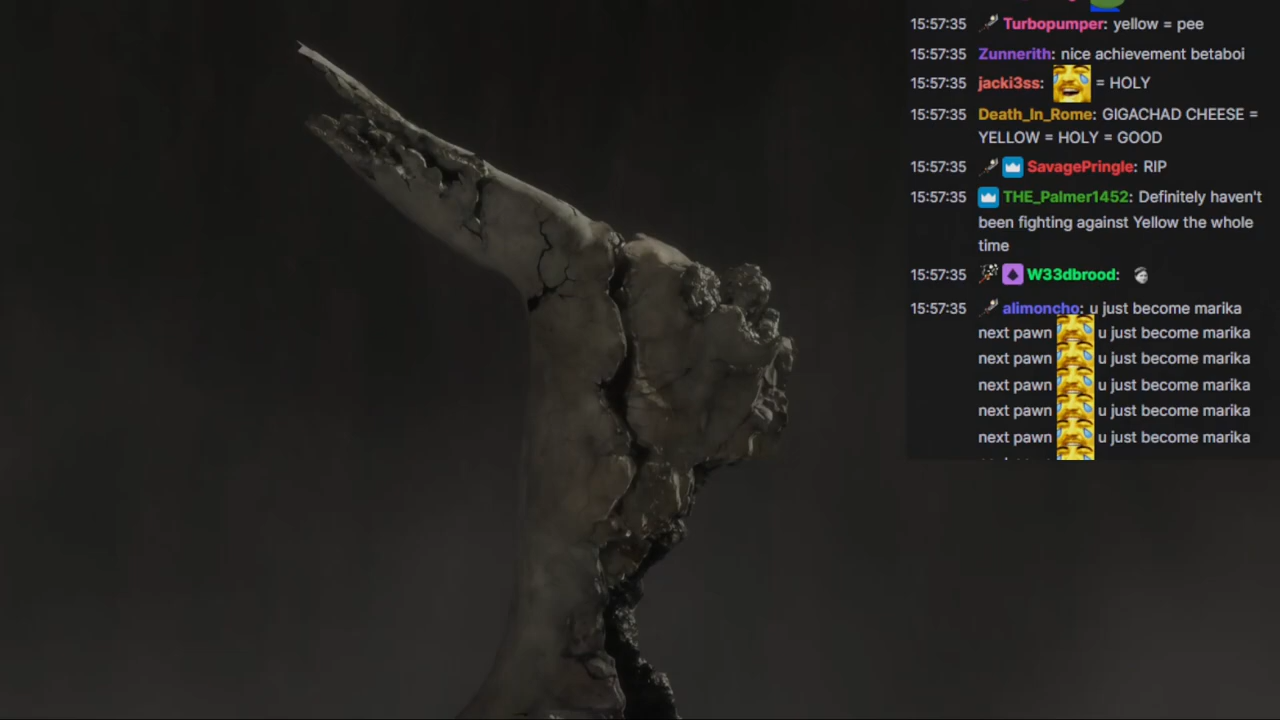 15:57:35 Turbopumper: yellow = pee
15:57:35 Zunnerith: nice achievement betaboi
15:57:35 jacki3ss: = HOLY
15:57:35 Death_In_Rome: GIGACHAD CHEESE =
YELLOW = HOLY = GOOD
15:57:35 SavagePringle: RIP
15:57:35 THE_Palmer1452: Definitely haven't
been fighting against Yellow the whole
time
15:57:35 W33dbrood:
15:57:35 alimoncho: u just become marika
next pawn u just become marika
next pawn u just become marika
next pawn u just become marika
next pawn u just become marika
next pawn u just become marika